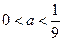 0 < a < 1/9